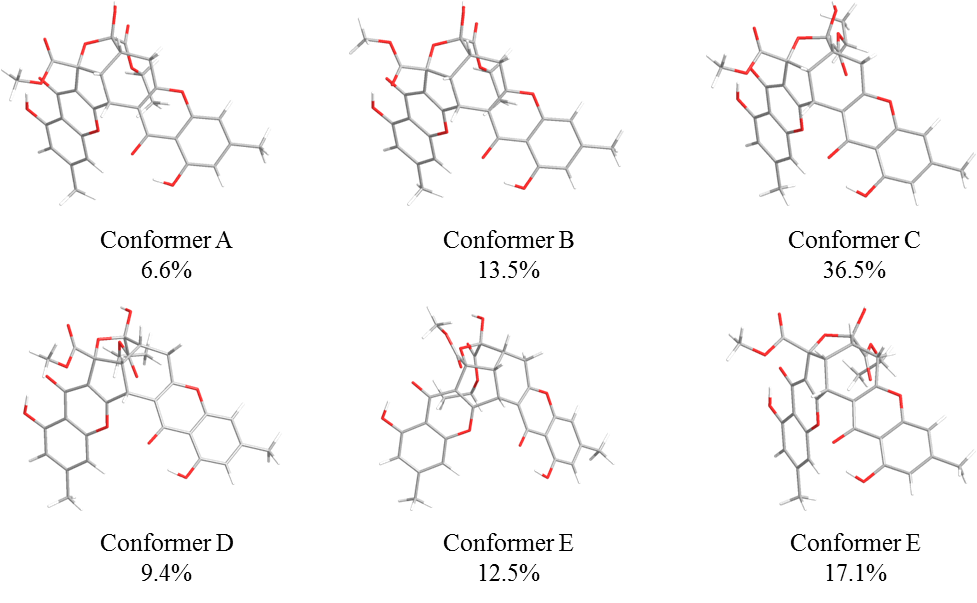 Conformer A
6.6%
Conformer B
13.5%
Conformer C
36.5%
Conformer D
9.4%
Conformer E
12.5%
Conformer E
17.1%